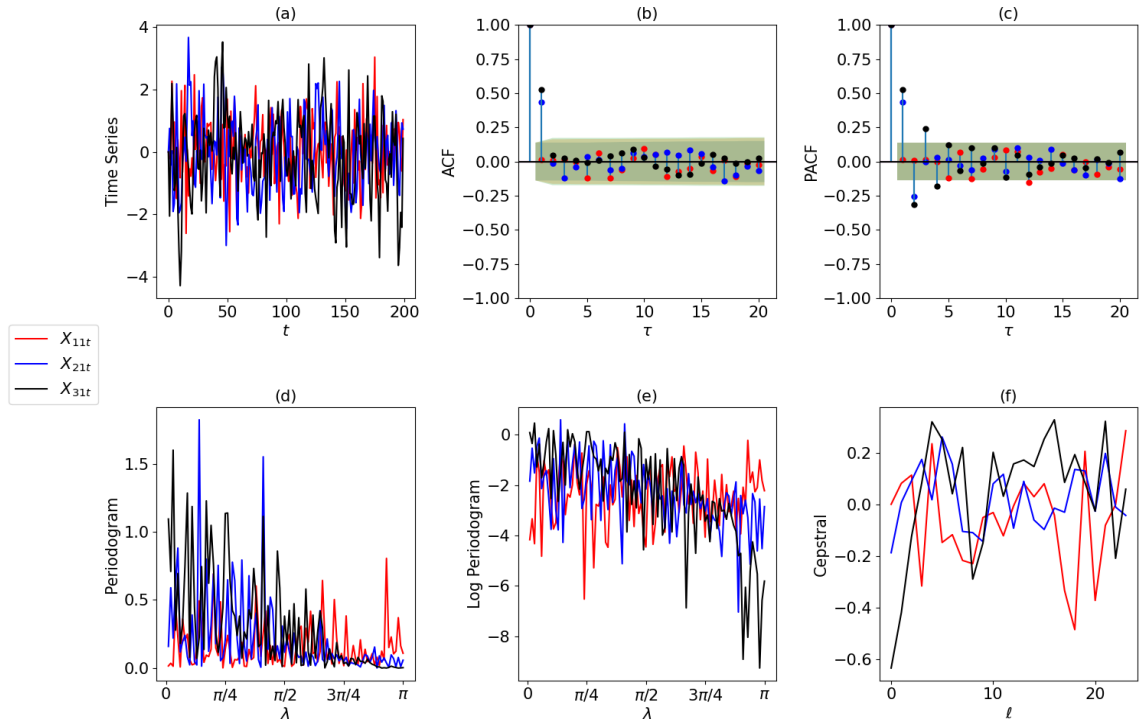 (a)
Time Series
4
2
0
−2
−4
0 50 100 150 200
t
(b)
ACF
1.00
0.75
0.50
0.25
0.00
−0.25
−0.50
−0.75
−1.00
0 5 10 15 20
τ
(c)
PACF
1.00
0.75
0.50
0.25
0.00
−0.25
−0.50
−0.75
−1.00
0 5 10 15 20
τ
X₁₁ₜ
X₂₁ₜ
X₃₁ₜ
(d)
Periodogram
1.5
1.0
0.5
0.0
0 π/4 π/2 3π/4 π
λ
(e)
Log Periodogram
0
−2
−4
−6
−8
0 π/4 π/2 3π/4 π
λ
(f)
Cepstral
0.2
0.0
−0.2
−0.4
−0.6
0 10 20
ℓ